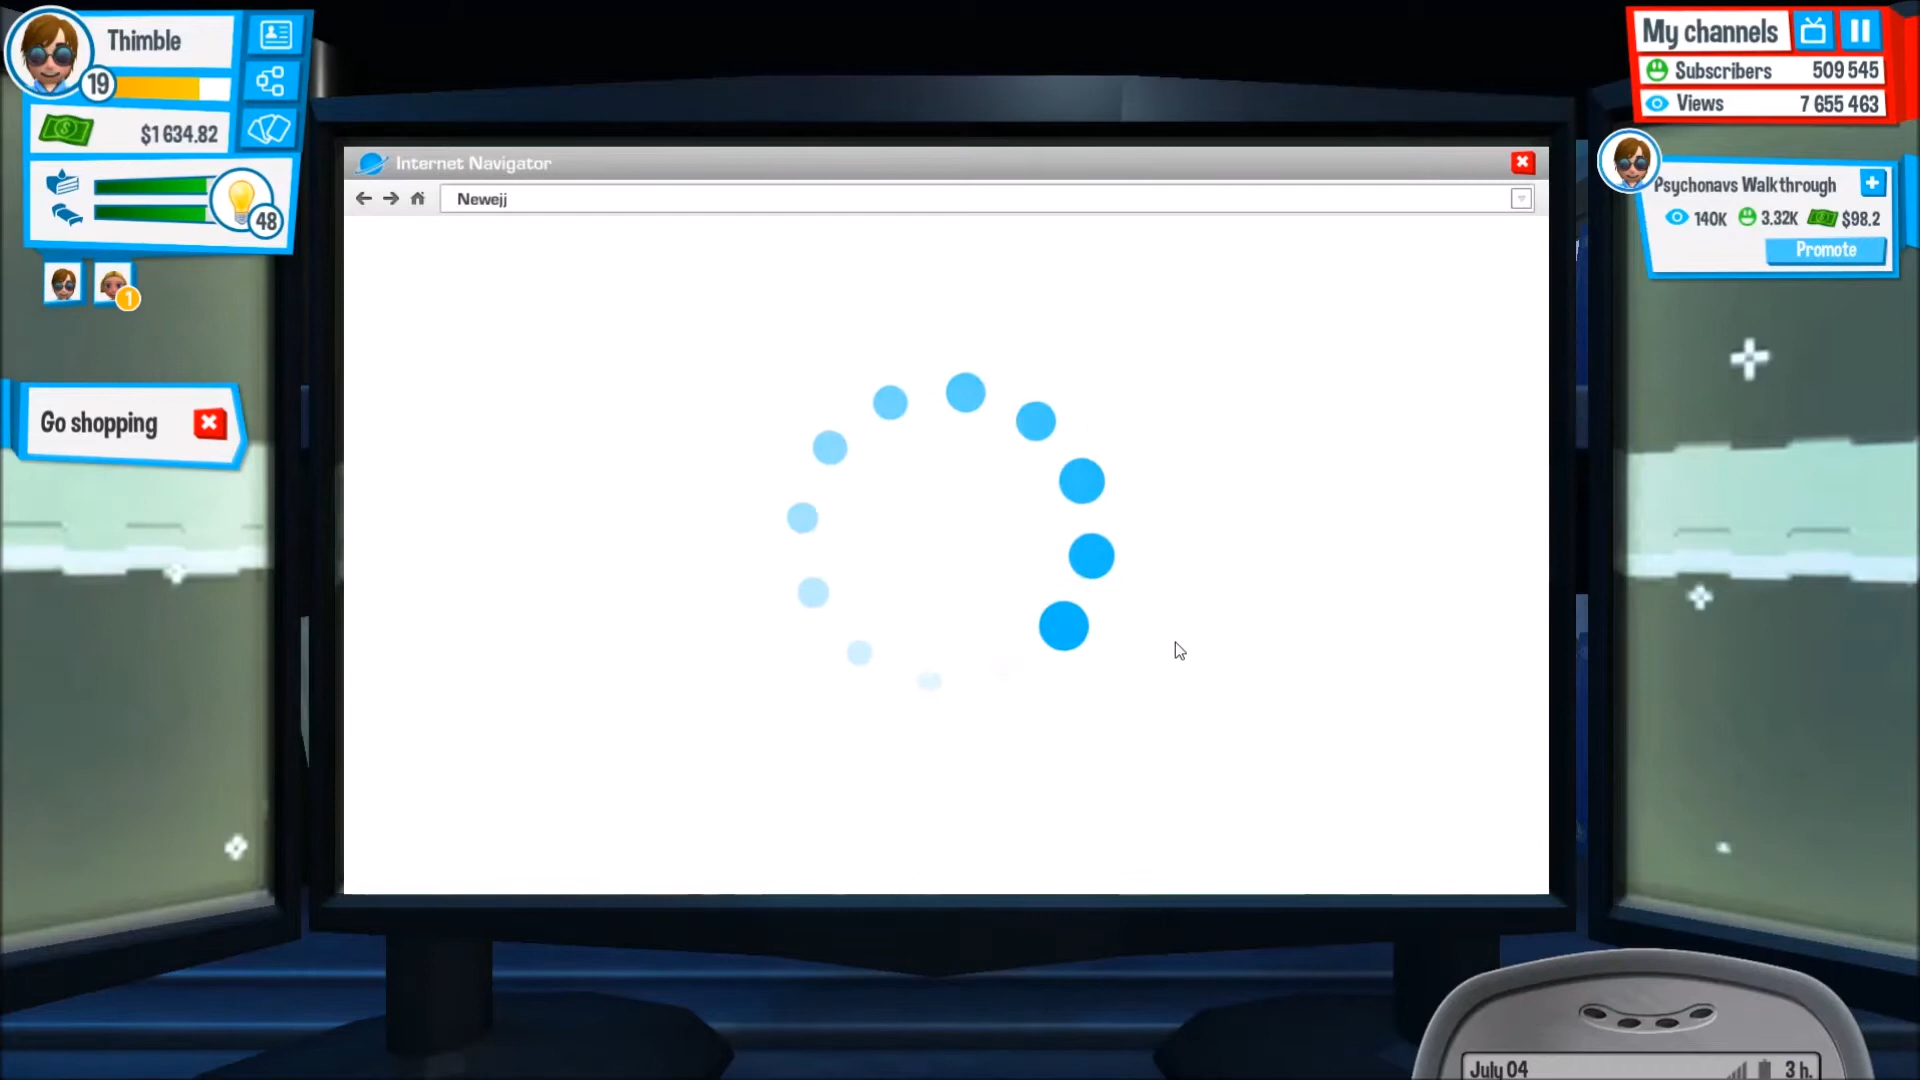 Thimble
19
$1 634.82
48
1
Go shopping
Internet Navigator
Newejj
My channels
Subscribers 509 545
Views 7 655 463
Psychonavs Walkthrough
140K 3.32K $98.2
Promote
July 04 3 h.